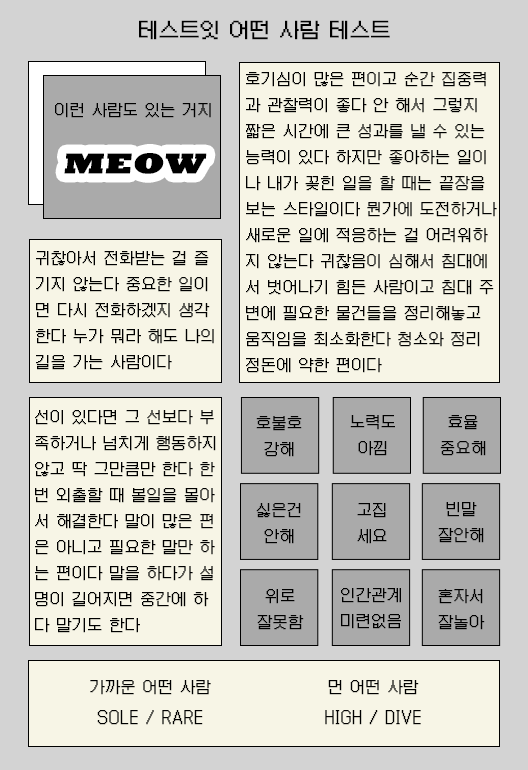 테스트잇 어떤 사람 테스트
이런 사람도 있는 거지
MEOW
호기심이 많은 편이고 순간 집중력
과 관찰력이 좋다 안 해서 그렇지
짧은 시간에 큰 성과를 낼 수 있는
능력이 있다 하지만 좋아하는 일이
나 내가 꽂힌 일을 할 때는 끝장을
보는 스타일이다 뭔가에 도전하거나
새로운 일에 적응하는 걸 어려워하
지 않는다 귀찮음이 심해서 침대에
서 벗어나기 힘든 사람이고 침대 주
변에 필요한 물건들을 정리해놓고
움직임을 최소화한다 청소와 정리
정돈에 약한 편이다
귀찮아서 전화받는 걸 즐
기지 않는다 중요한 일이
면 다시 전화하겠지 생각
한다 누가 뭐라 해도 나의
길을 가는 사람이다
선이 있다면 그 선보다 부
족하거나 넘치게 행동하지
않고 딱 그만큼만 한다 한
번 외출할 때 볼일을 몰아
서 해결한다 말이 많은 편
은 아니고 필요한 말만 하
는 편이다 말을 하다가 설
명이 길어지면 중간에 하
다 말기도 한다
호불호
강해
노력도
아낌
효율
중요해
싫은건
안해
고집
세요
빈말
잘안해
위로
잘못함
인간관계
미련없음
혼자서
잘놀아
가까운 어떤 사람
SOLE / RARE
먼 어떤 사람
HIGH / DIVE